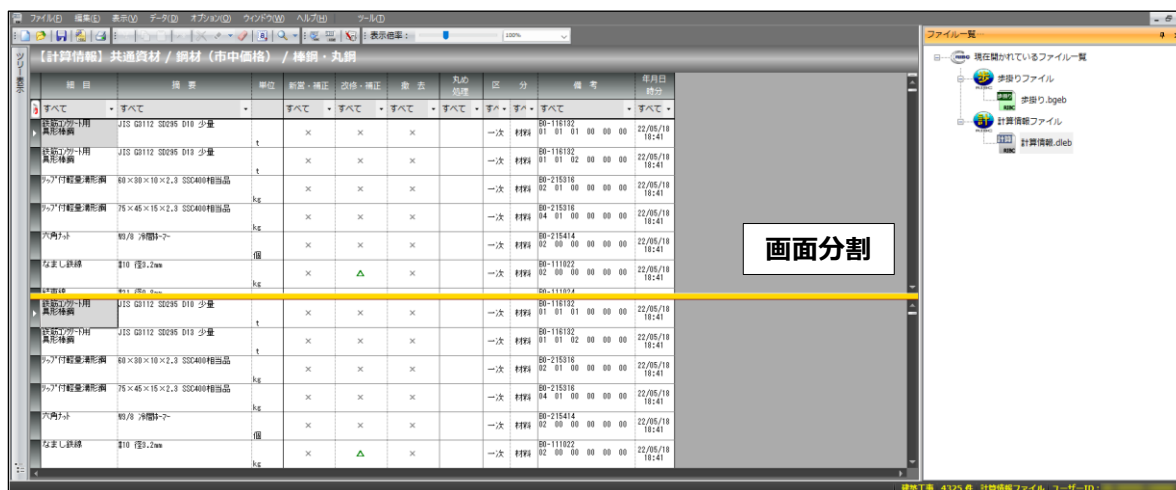 ファイル(F) 編集(E) 表示(V) データ(D) オプション(O) ウィンドウ(W) ヘルプ(H) ツール(T)
表示倍率: 100%
ツリー表示
【計算情報】共通資材 / 鋼材(市中価格) / 棒鋼・丸鋼
細 目 摘 要 単位 新営・補正 改修・補正 撤 去 丸め処理 区 分 備 考 年月日時分
すべて すべて すべて すべて すべて すべて すべて すべて
鉄筋コンクリート用異形棒鋼 JIS G3112 SD295 D10 少量 t × × × 一次 材料 B0-116132 01 01 01 00 00 00 22/05/18 18:41
鉄筋コンクリート用異形棒鋼 JIS G3112 SD295 D13 少量 t × × × 一次 材料 B0-116132 01 01 02 00 00 00 22/05/18 18:41
リップ付軽量溝形鋼 60×30×10×2.3 SSC400相当品 kg × × × 一次 材料 B0-215316 02 01 00 00 00 00 22/05/18 18:41
リップ付軽量溝形鋼 75×45×15×2.3 SSC400相当品 kg × × × 一次 材料 B0-215316 04 01 00 00 00 00 22/05/18 18:41
六角ナット W3/8 冷間ホーマー 個 × × × 一次 材料 B0-215414 02 00 00 00 00 00 22/05/18 18:41
なまし鉄線 #10 径3.2mm kg × △ × 一次 材料 B0-111022 02 00 00 00 00 00 22/05/18 18:41
鉄筋コンクリート用異形棒鋼 JIS G3112 SD295 D10 少量 t × × × 一次 材料 B0-116132 01 01 01 00 00 00 22/05/18 18:41
鉄筋コンクリート用異形棒鋼 JIS G3112 SD295 D13 少量 t × × × 一次 材料 B0-116132 01 01 02 00 00 00 22/05/18 18:41
リップ付軽量溝形鋼 60×30×10×2.3 SSC400相当品 kg × × × 一次 材料 B0-215316 02 01 00 00 00 00 22/05/18 18:41
リップ付軽量溝形鋼 75×45×15×2.3 SSC400相当品 kg × × × 一次 材料 B0-215316 04 01 00 00 00 00 22/05/18 18:41
六角ナット W3/8 冷間ホーマー 個 × × × 一次 材料 B0-215414 02 00 00 00 00 00 22/05/18 18:41
なまし鉄線 #10 径3.2mm kg × △ × 一次 材料 B0-111022 02 00 00 00 00 00 22/05/18 18:41
画面分割
ファイル一覧
現在開かれているファイル一覧
歩掛りファイル
歩掛り.bgeb
計算情報ファイル
計算情報.dleb
建築工事 4325 件 計算情報ファイル ユーザーID: